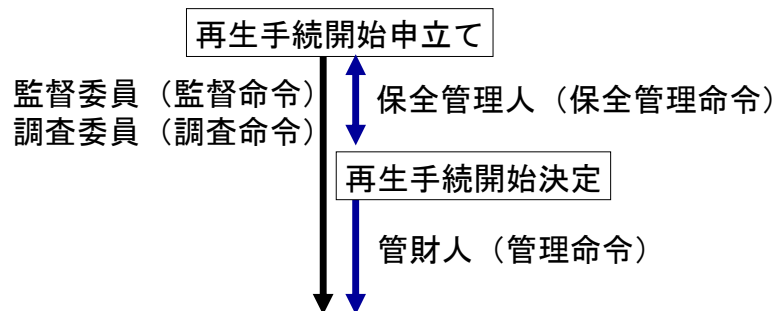 再生手続開始申立て
監督委員（監督命令）
調査委員（調査命令）
保全管理人（保全管理命令）
再生手続開始決定
管財人（管理命令）